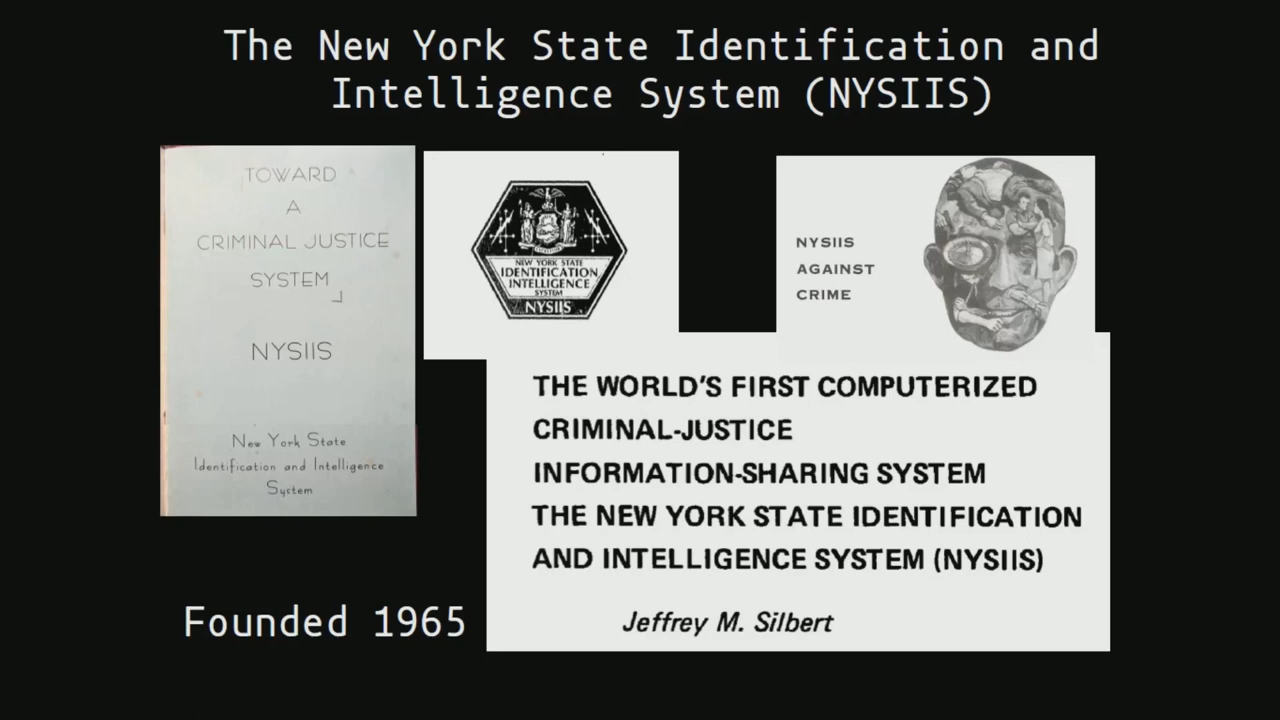 The New York State Identification and
Intelligence System (NYSIIS)
TOWARD
A
CRIMINAL JUSTICE
SYSTEM
NYSIIS
New York State
Identification and Intelligence
System
NEW YORK STATE
IDENTIFICATION
INTELLIGENCE
SYSTEM
NYSIIS
NYSIIS
AGAINST
CRIME
THE WORLD'S FIRST COMPUTERIZED
CRIMINAL-JUSTICE
INFORMATION-SHARING SYSTEM
THE NEW YORK STATE IDENTIFICATION
AND INTELLIGENCE SYSTEM (NYSIIS)
Jeffrey M. Silbert
Founded 1965